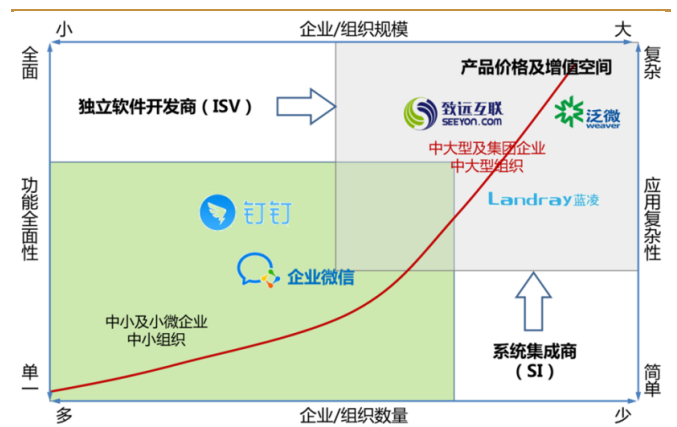 小 企业/组织规模 大
全面
复杂
产品价格及增值空间
独立软件开发商（ISV）
致远互联
SEEYON.COM
泛微
weaver
中大型及集团企业
中大型组织
功能全面性
应用复杂性
钉钉
Landray蓝凌
企业微信
中小及小微企业
中小组织
系统集成商
（SI）
单一
简单
多 企业/组织数量 少